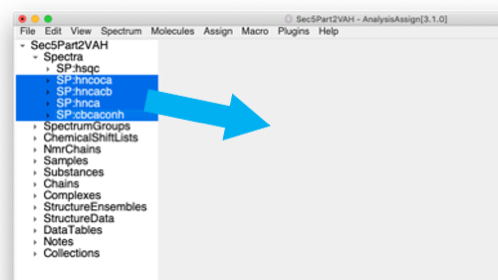 Sec5Part2VAH - AnalysisAssign[3.1.0]
File Edit View Spectrum Molecules Assign Macro Plugins Help
Sec5Part2VAH
Spectra
SP:hsqc
SP:hncoca
SP:hncacb
SP:hnca
SP:cbcaconh
SpectrumGroups
ChemicalShiftLists
NmrChains
Samples
Substances
Chains
Complexes
StructureEnsembles
StructureData
DataTables
Notes
Collections